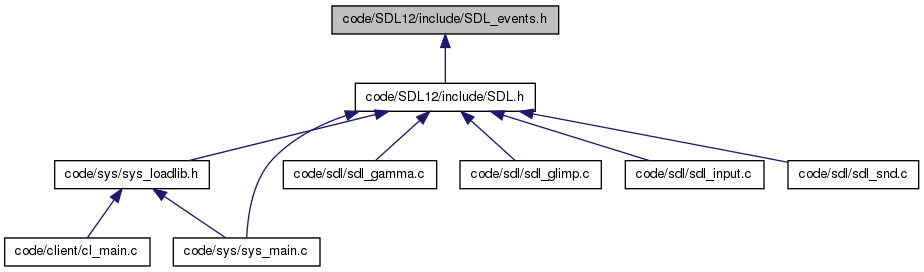 code/SDL12/include/SDL_events.h
code/SDL12/include/SDL.h
code/sys/sys_loadlib.h
code/sdl/sdl_gamma.c
code/sdl/sdl_glimp.c
code/sdl/sdl_input.c
code/sdl/sdl_snd.c
code/client/cl_main.c
code/sys/sys_main.c